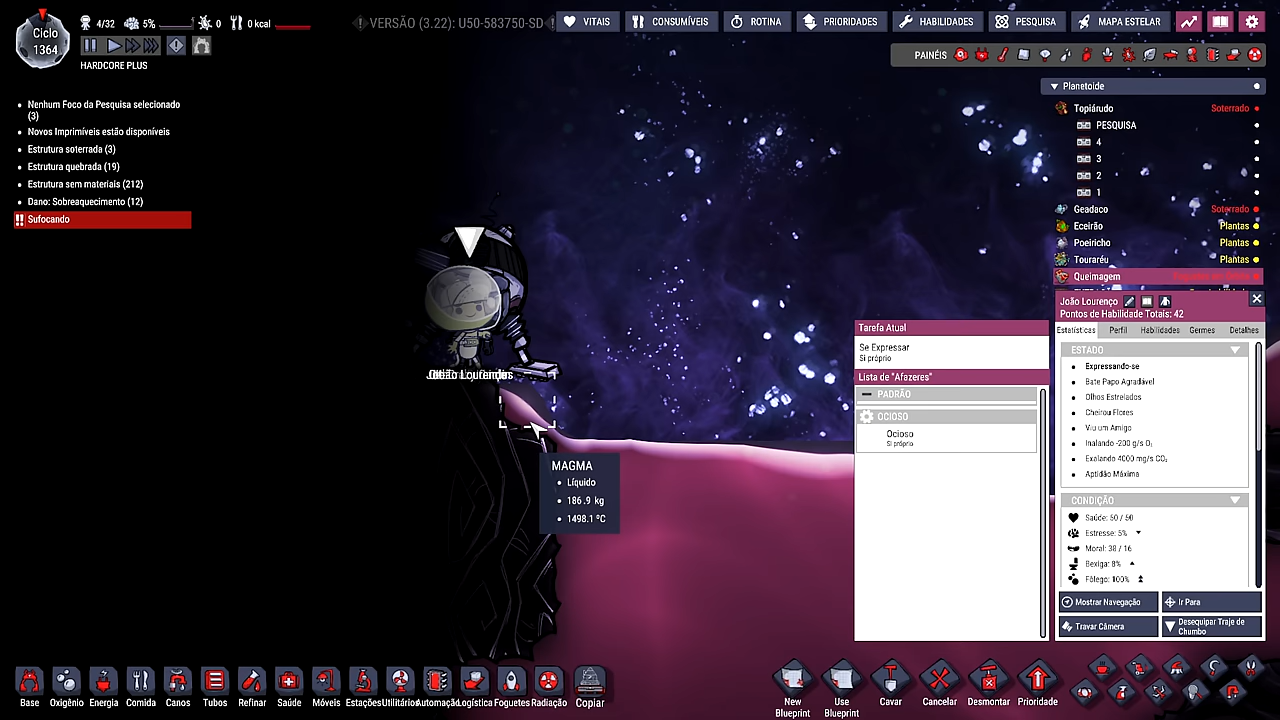 Ciclo
1364
4/32
5%
0
0 kcal
HARDCORE PLUS
VERSÃO (3.22): U50-583750-SD
VITAIS
CONSUMÍVEIS
ROTINA
PRIORIDADES
HABILIDADES
PESQUISA
MAPA ESTELAR
PAINÉIS
Nenhum Foco da Pesquisa selecionado
(3)
Novos Imprimíveis estão disponíveis
Estrutura soterrada (3)
Estrutura quebrada (19)
Estrutura sem materiais (212)
Dano: Sobreaquecimento (12)
Sufocando
Planetoide
Topiárudo Soterrado
PESQUISA
4
3
2
1
Geadaco Soterrado
Eceirão Plantas
Poeiricho Plantas
Touraréu Plantas
Queimagem
João Lourenço
Pontos de Habilidade Totais: 42
Estatísticas Perfil Habilidades Germes Detalhes
ESTADO
Expressando-se
Bate Papo Agradável
Olhos Estrelados
Cheirou Flores
Viu um Amigo
Inalando -200 g/s O₂
Exalando 4000 mg/s CO₂
Aptidão Máxima
CONDIÇÃO
Saúde: 50 / 50
Estresse: 5%
Moral: 38 / 16
Bexiga: 8%
Fôlego: 100%
Mostrar Navegação
Ir Para
Travar Câmera
Desequipar Traje de
Chumbo
Tarefa Atual
Se Expressar
Si próprio
Lista de "Afazeres"
PADRÃO
OCIOSO
Ocioso
Si próprio
MAGMA
Líquido
186.9 kg
1498.1 ºC
Base
Oxigênio
Energia
Comida
Canos
Tubos
Refinar
Saúde
Móveis
Estações
Utilitários
Automação
Logística
Foguetes
Radiação
Copiar
New
Blueprint
Use
Blueprint
Cavar
Cancelar
Desmontar
Prioridade